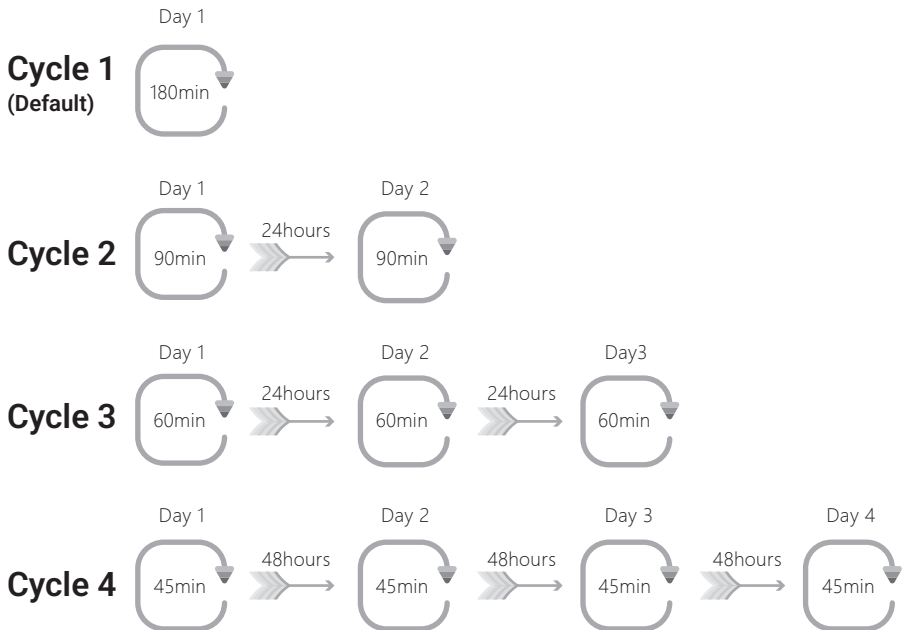 Day 1
Cycle 1
(Default)
180min
Day 1
Day 2
Cycle 2
90min
24hours
90min
Day 1
Day 2
Day3
Cycle 3
60min
24hours
60min
24hours
60min
Day 1
Day 2
Day 3
Day 4
Cycle 4
45min
48hours
45min
48hours
45min
48hours
45min